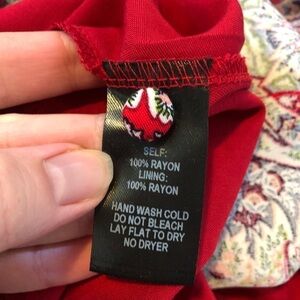 SELF:
100% RAYON
LINING:
100% RAYON
HAND WASH COLD
DO NOT BLEACH
LAY FLAT TO DRY
NO DRYER